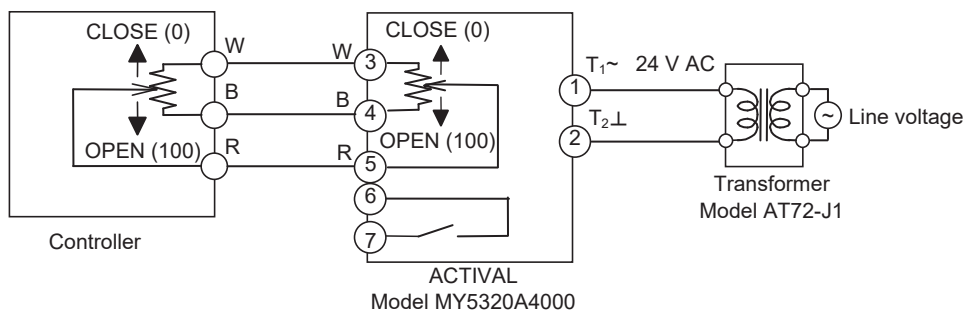 CLOSE (0)
W
B
OPEN (100)
R
Controller
CLOSE (0)
W
3
B
4
OPEN (100)
R
5
6
7
ACTIVAL
Model MY5320A4000
T₁~ 24 V AC
1
T₂⊥
2
~
Line voltage
Transformer
Model AT72-J1